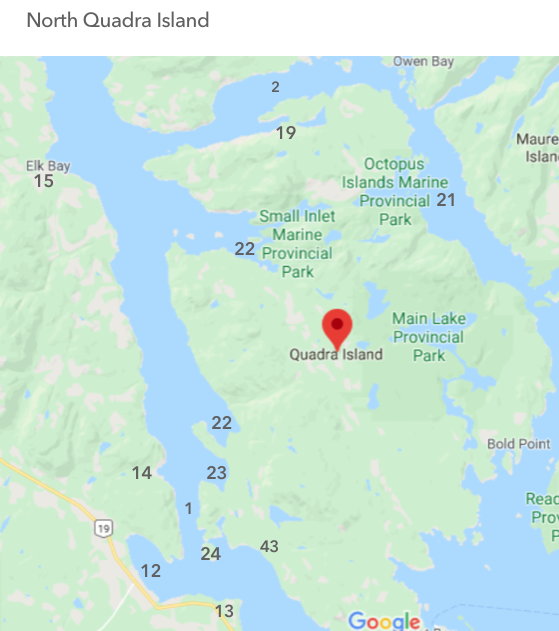 North Quadra Island
Owen Bay
2
19
Maure
Islan
Elk Bay
15
Octopus
Islands Marine
Provincial
Park
21
Small Inlet
Marine
Provincial
Park
22
Main Lake
Provincial
Park
Quadra Island
22
Bold Point
14
23
Read
Pro
P
1
19
24
43
12
13
Google